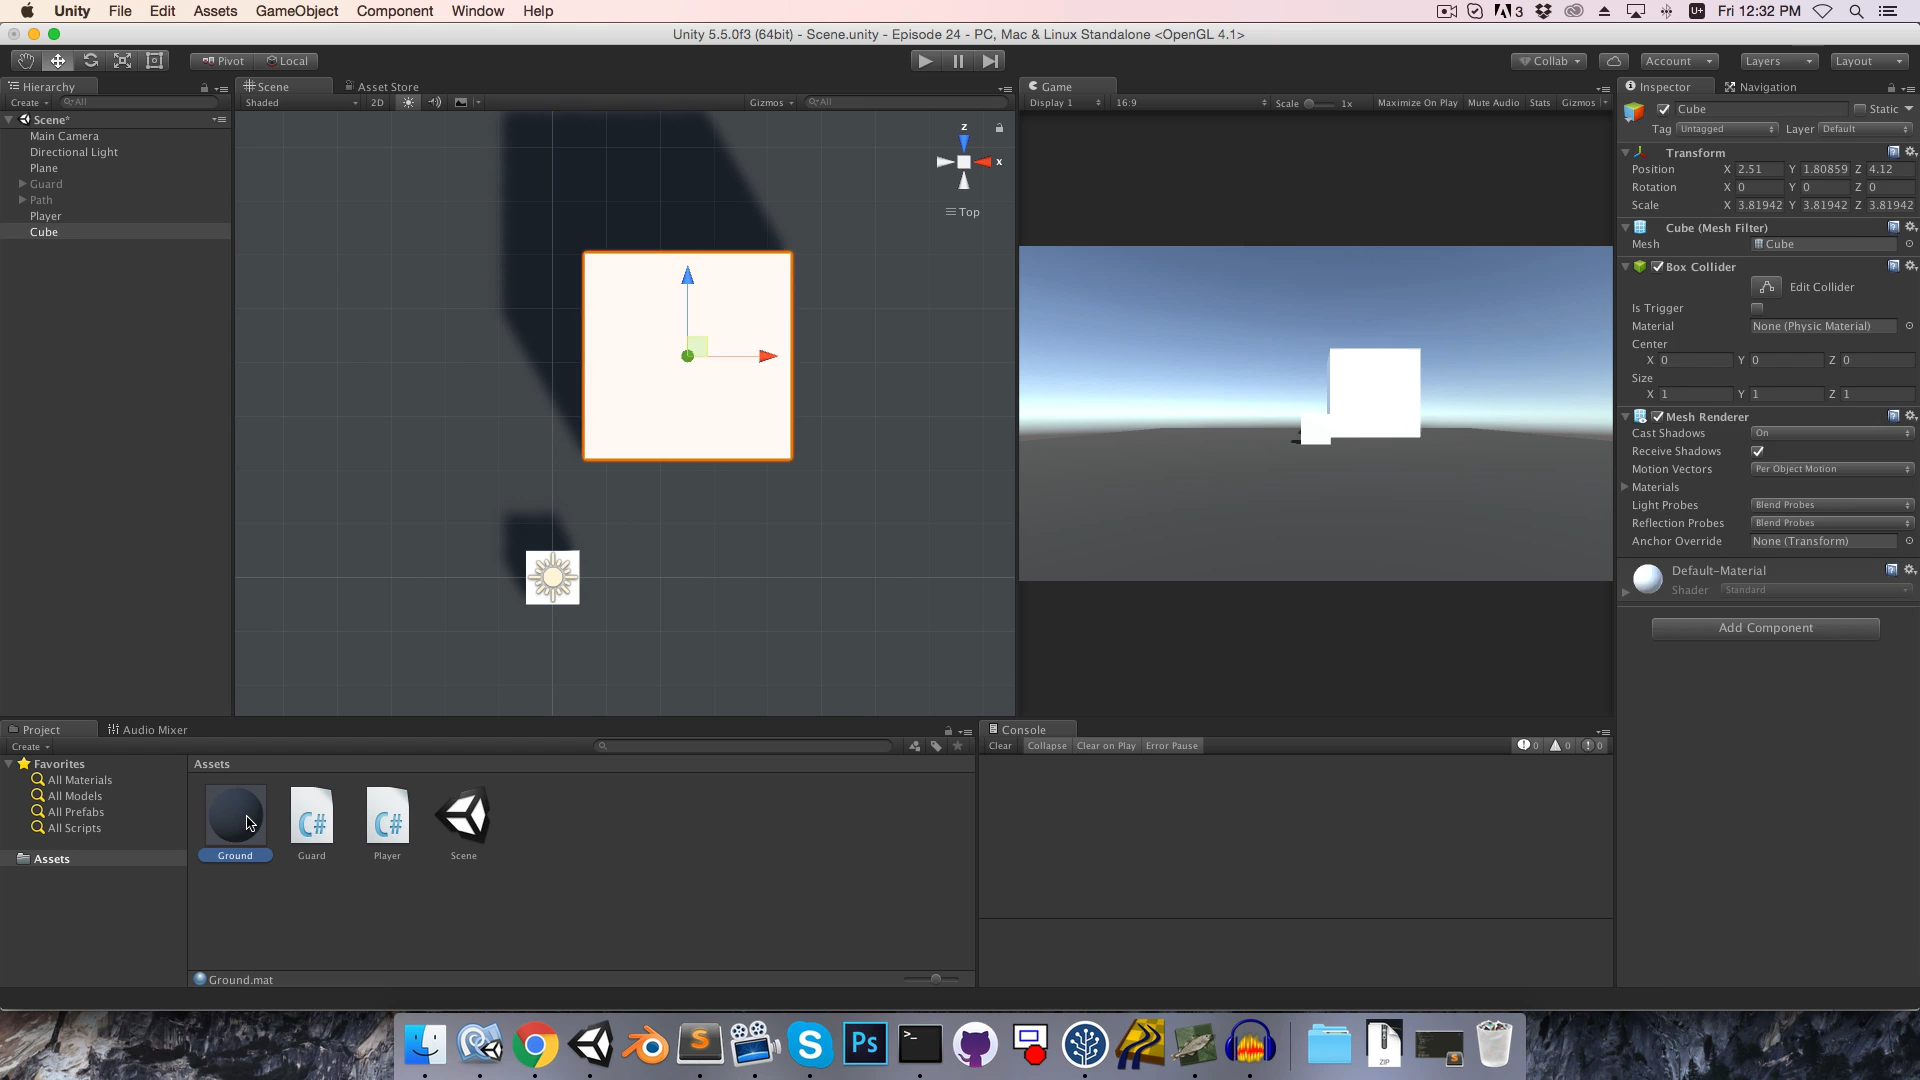 Unity File Edit Assets GameObject Component Window Help
3 U+ Fri 12:32 PM
Unity 5.5.0f3 (64bit) - Scene.unity - Episode 24 - PC, Mac & Linux Standalone <OpenGL 4.1>
Pivot Local
Collab Account Layers Layout
Hierarchy
Create All
Scene*
Main Camera
Directional Light
Plane
Guard
Path
Player
Cube
Scene Asset Store
Shaded 2D Gizmos All
z
x
Top
Game
Display 1 16:9 Scale 1x Maximize On Play Mute Audio Stats Gizmos
Inspector Navigation
Cube Static
Tag Untagged Layer Default
Transform
Position X 2.51 Y 1.80859 Z 4.12
Rotation X 0 Y 0 Z 0
Scale X 3.81942 Y 3.81942 Z 3.81942
Cube (Mesh Filter)
Mesh Cube
Box Collider
Edit Collider
Is Trigger
Material None (Physic Material)
Center
X 0 Y 0 Z 0
Size
X 1 Y 1 Z 1
Mesh Renderer
Cast Shadows On
Receive Shadows
Motion Vectors Per Object Motion
Materials
Light Probes Blend Probes
Reflection Probes Blend Probes
Anchor Override None (Transform)
Default-Material
Shader Standard
Add Component
Project Audio Mixer
Create
Favorites
All Materials
All Models
All Prefabs
All Scripts
Assets
Assets
C# C#
Ground Guard Player Scene
Ground.mat
Console
Clear Collapse Clear on Play Error Pause 0 0 0
S S Ps >_ ZIP S